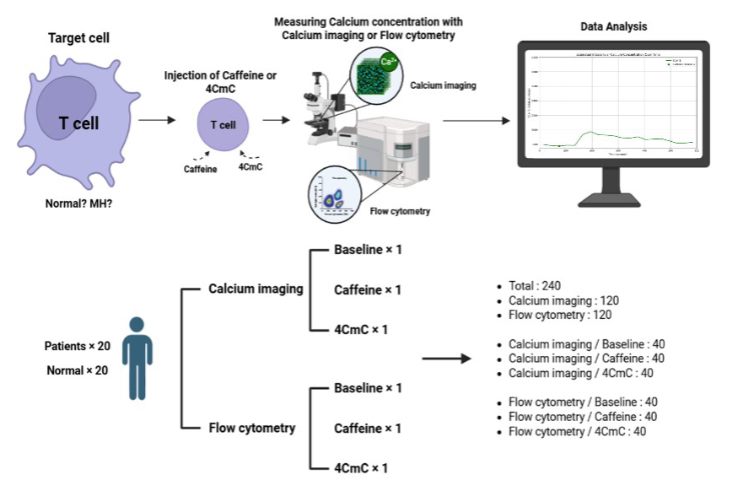 Target cell
T cell
Normal? MH?
Injection of Caffeine or
4CmC
T cell
Caffeine
4CmC
Measuring Calcium concentration with
Calcium imaging or Flow cytometry
Ca²⁺
Calcium imaging
Flow cytometry
Data Analysis
Patients × 20
Normal × 20
Calcium imaging
Baseline × 1
Caffeine × 1
4CmC × 1
Flow cytometry
Baseline × 1
Caffeine × 1
4CmC × 1
• Total : 240
• Calcium imaging : 120
• Flow cytometry : 120
• Calcium imaging / Baseline : 40
• Calcium imaging / Caffeine : 40
• Calcium imaging / 4CmC : 40
• Flow cytometry / Baseline : 40
• Flow cytometry / Caffeine : 40
• Flow cytometry / 4CmC : 40